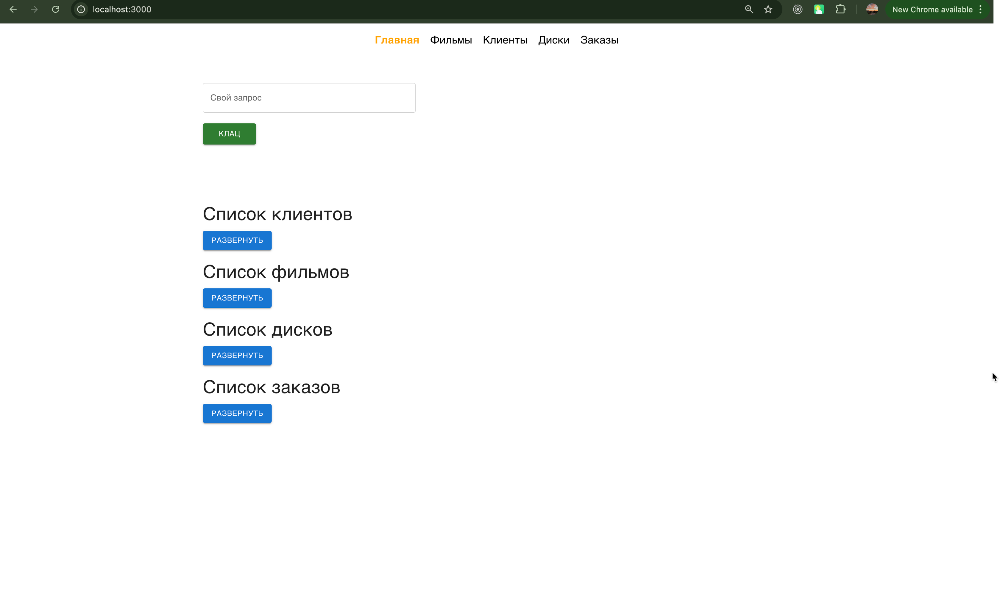 localhost:3000
New Chrome available
Главная Фильмы Клиенты Диски Заказы
Свой запрос
КЛАЦ
Список клиентов
РАЗВЕРНУТЬ
Список фильмов
РАЗВЕРНУТЬ
Список дисков
РАЗВЕРНУТЬ
Список заказов
РАЗВЕРНУТЬ